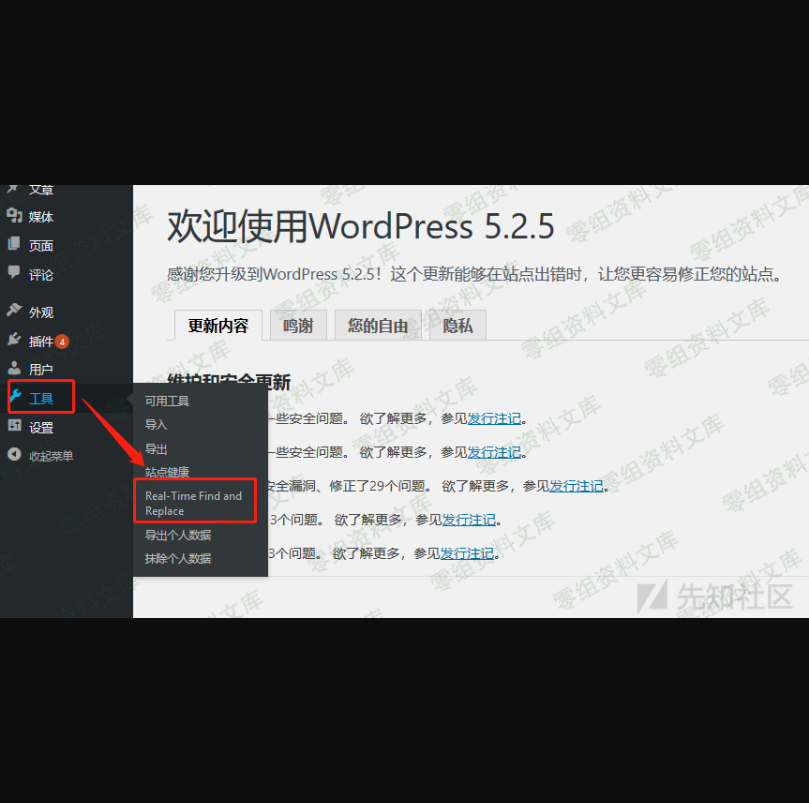 文章
媒体
页面
评论
外观
插件 4
用户
工具
设置
收起菜单
可用工具
导入
导出
站点健康
Real-Time Find and
Replace
导出个人数据
抹除个人数据
欢迎使用WordPress 5.2.5
感谢您升级到WordPress 5.2.5！这个更新能够在站点出错时，让您更容易修正您的站点。
更新内容 鸣谢 您的自由 隐私
维护和安全更新
一些安全问题。 欲了解更多，参见发行注记。
一些安全问题。 欲了解更多，参见发行注记。
安全漏洞、修正了29个问题。 欲了解更多，参见发行注记。
3个问题。 欲了解更多，参见发行注记。
3个问题。 欲了解更多，参见发行注记。
零组资料文库
先知社区